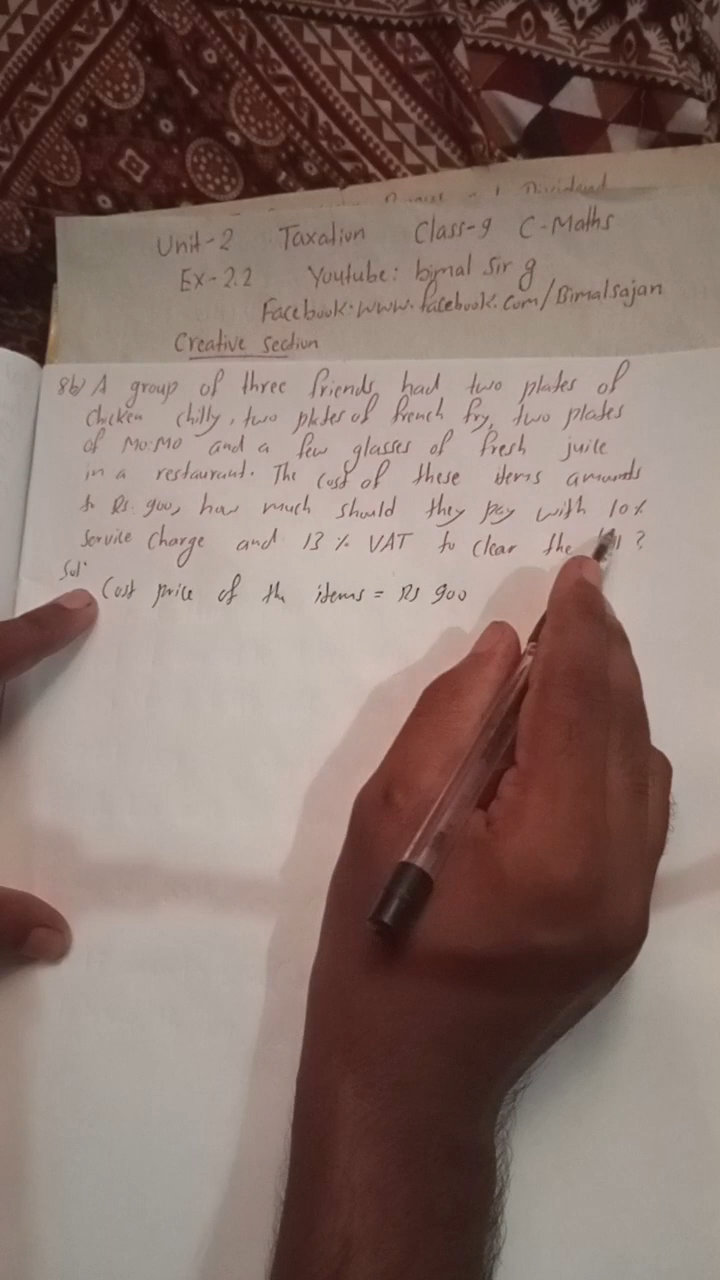 Dividend
Unit-2 Taxation Class-9 C-Maths
Ex-2.2 Youtube: bimal sir g
Facebook: www.facebook.com/Bimalsajan
Creative section
8b) A group of three friends had two plates of
chicken chilly, two plates of french fry, two plates
of Mo:Mo and a few glasses of fresh juice
in a restaurant. The cost of these items amounts
to Rs. 900, how much should they pay with 10%
service charge and 13% VAT to clear the ?
Sol:
Cost price of the items = Rs 900